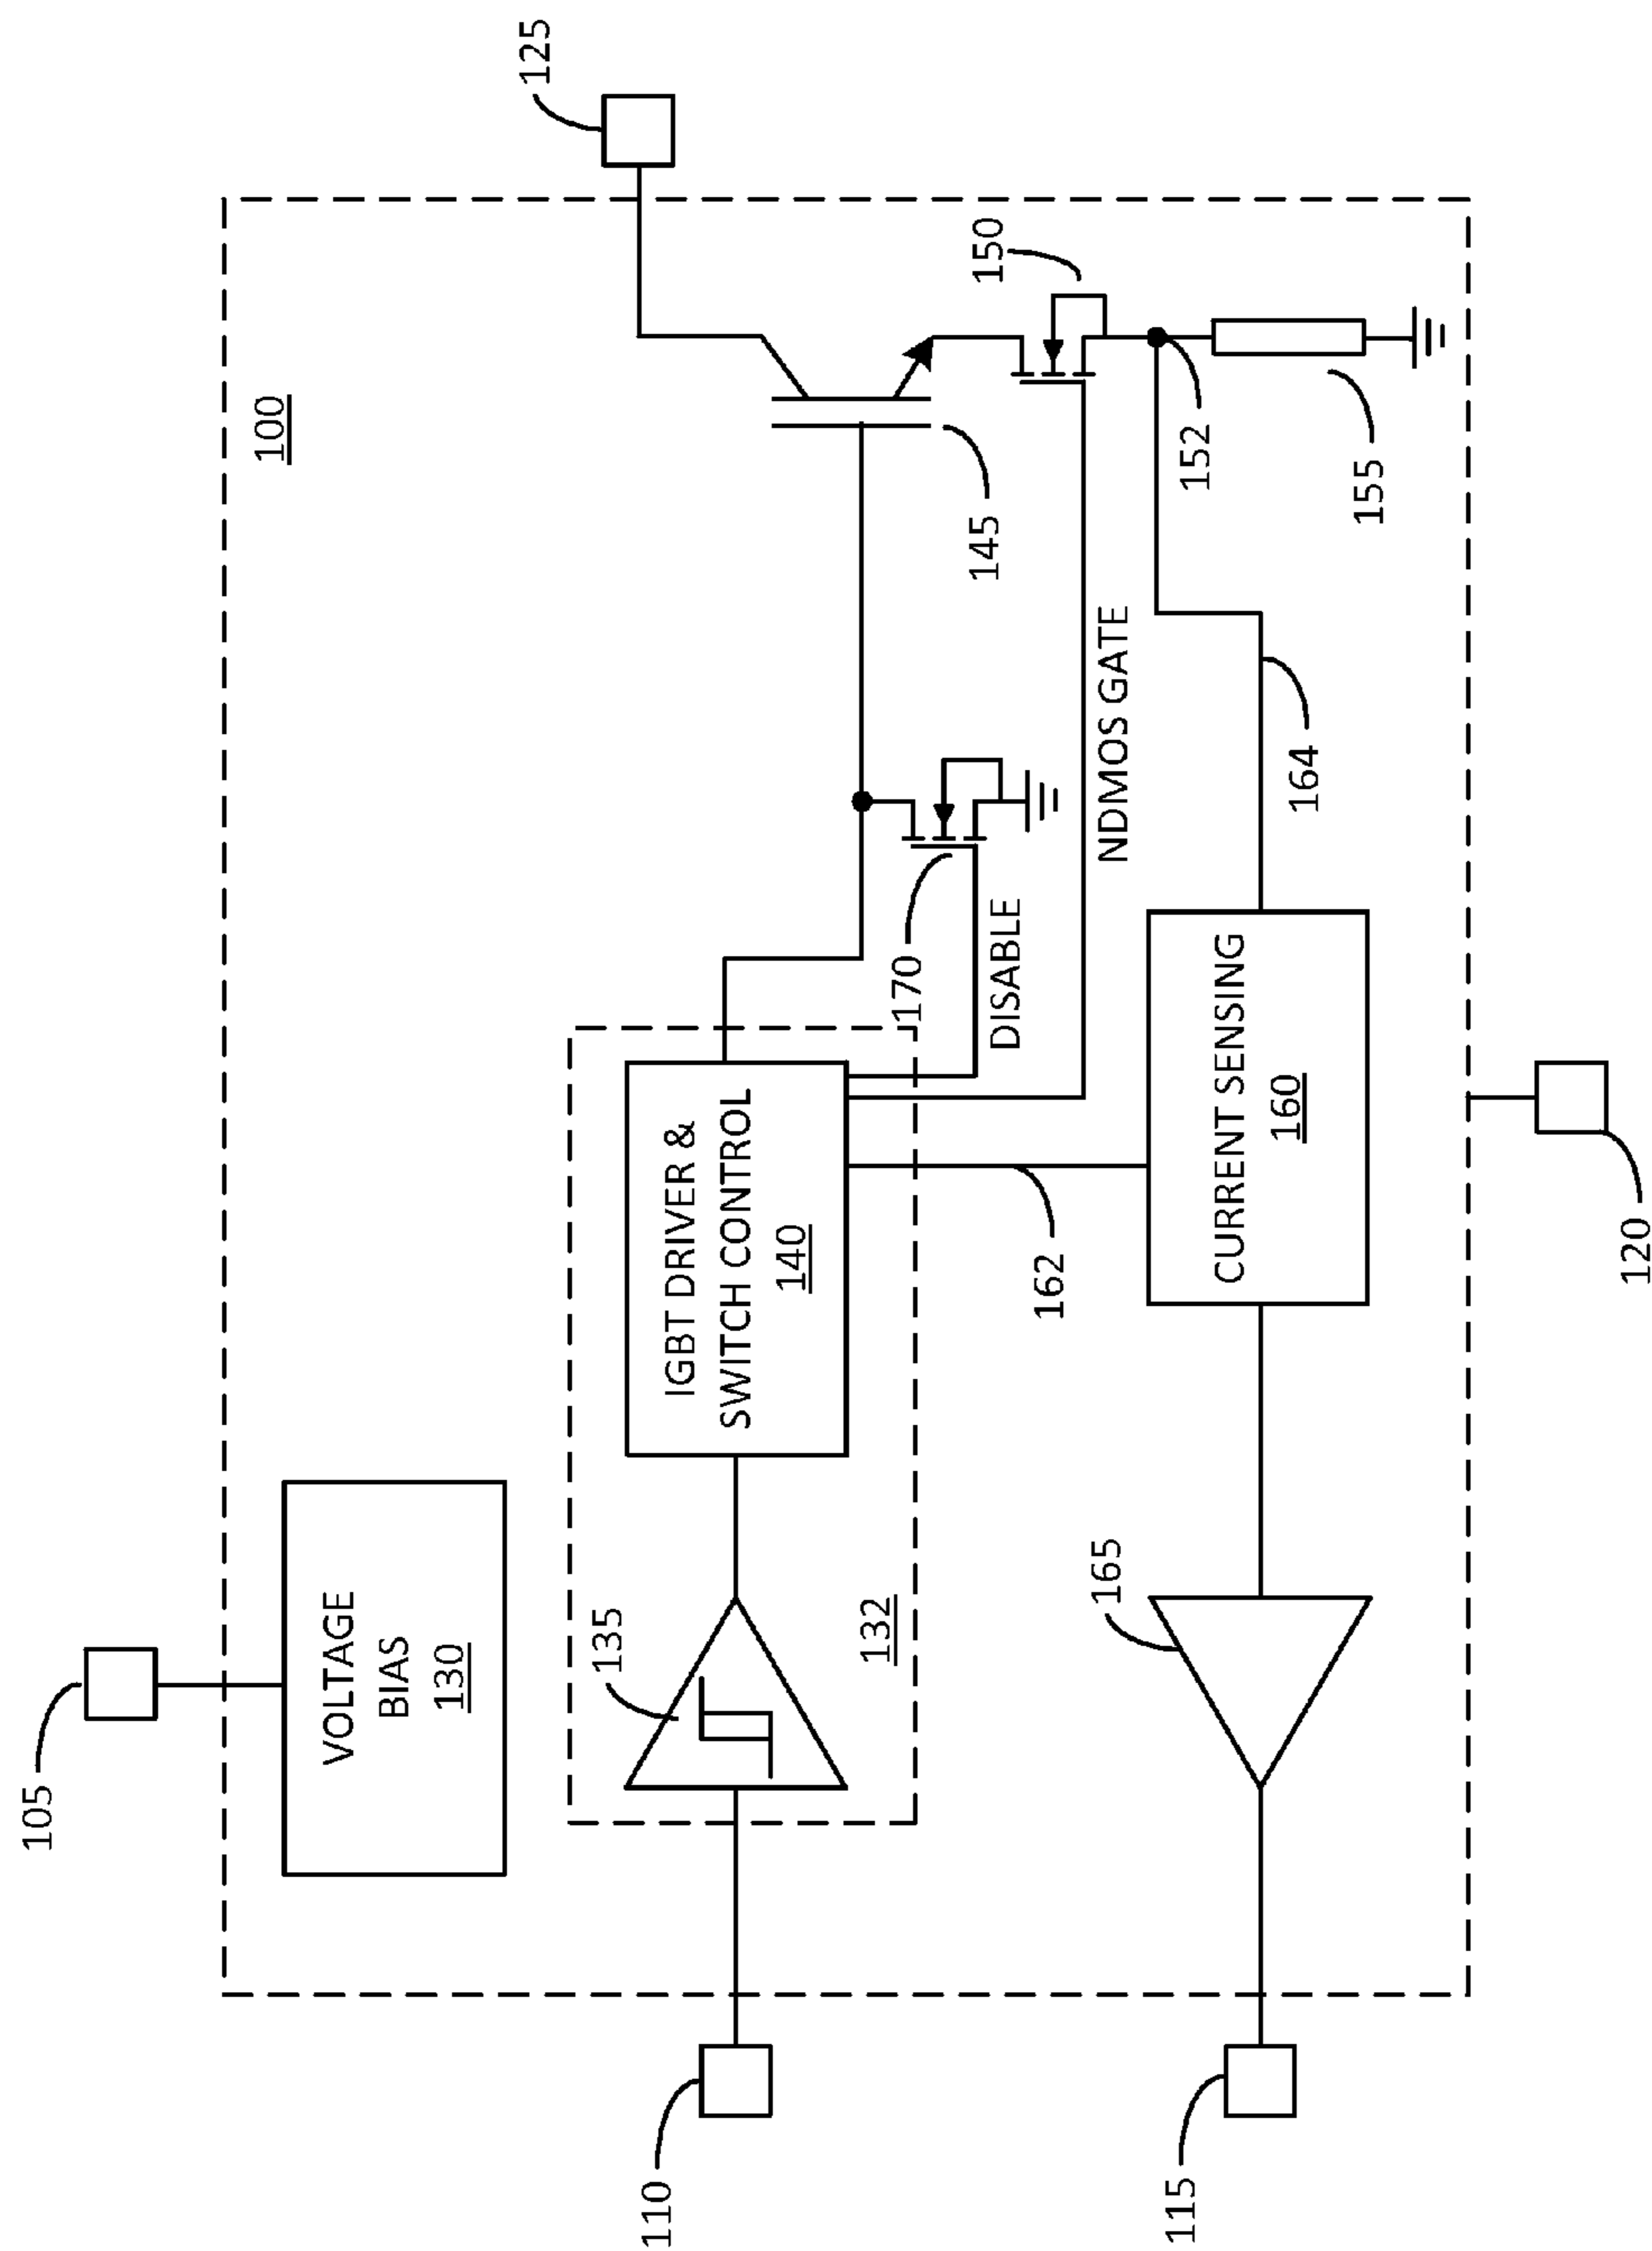 105
VOLTAGE
BIAS
130
100
125
110
135
132
IGBT DRIVER &
SWITCH CONTROL
140
170
DISABLE
145
150
NDMOS GATE
152
155
162
164
115
165
CURRENT SENSING
160
120